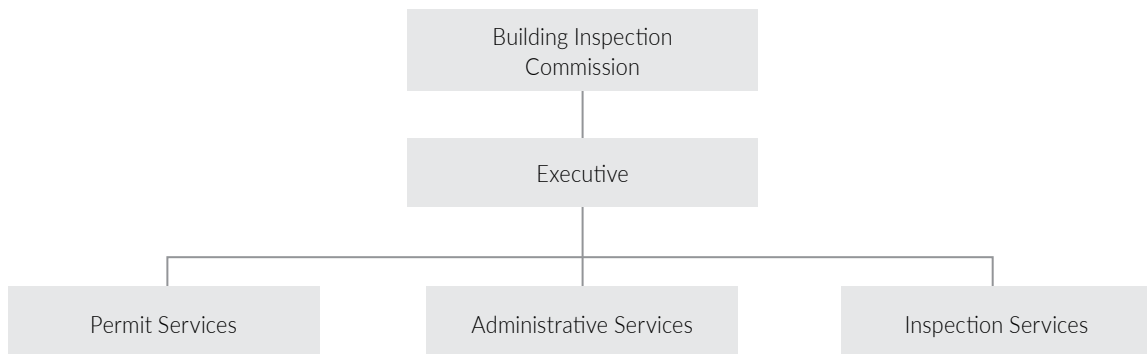 Building Inspection
Commission
Executive
Permit Services
Administrative Services
Inspection Services